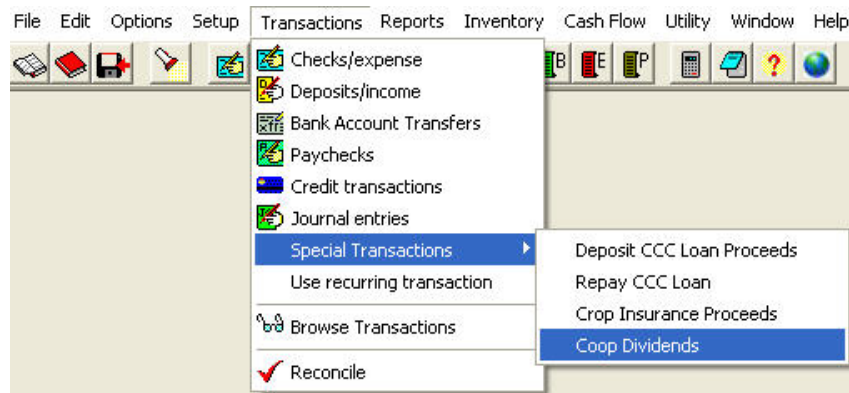 File Edit Options Setup Transactions Reports Inventory Cash Flow Utility Window Help
B E P ?
Checks/expense
Deposits/income
Bank Account Transfers
Paychecks
Credit transactions
Journal entries
Special Transactions
Use recurring transaction
Browse Transactions
Reconcile
Deposit CCC Loan Proceeds
Repay CCC Loan
Crop Insurance Proceeds
Coop Dividends